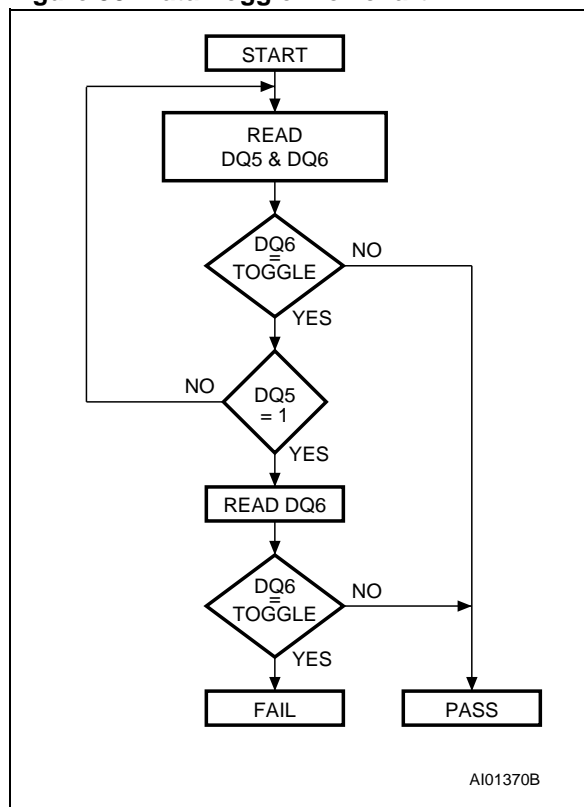 START
READ
DQ5 & DQ6
DQ6
=
TOGGLE
NO
YES
NO
DQ5
= 1
YES
READ DQ6
DQ6
=
TOGGLE
NO
YES
FAIL
PASS
AI01370B